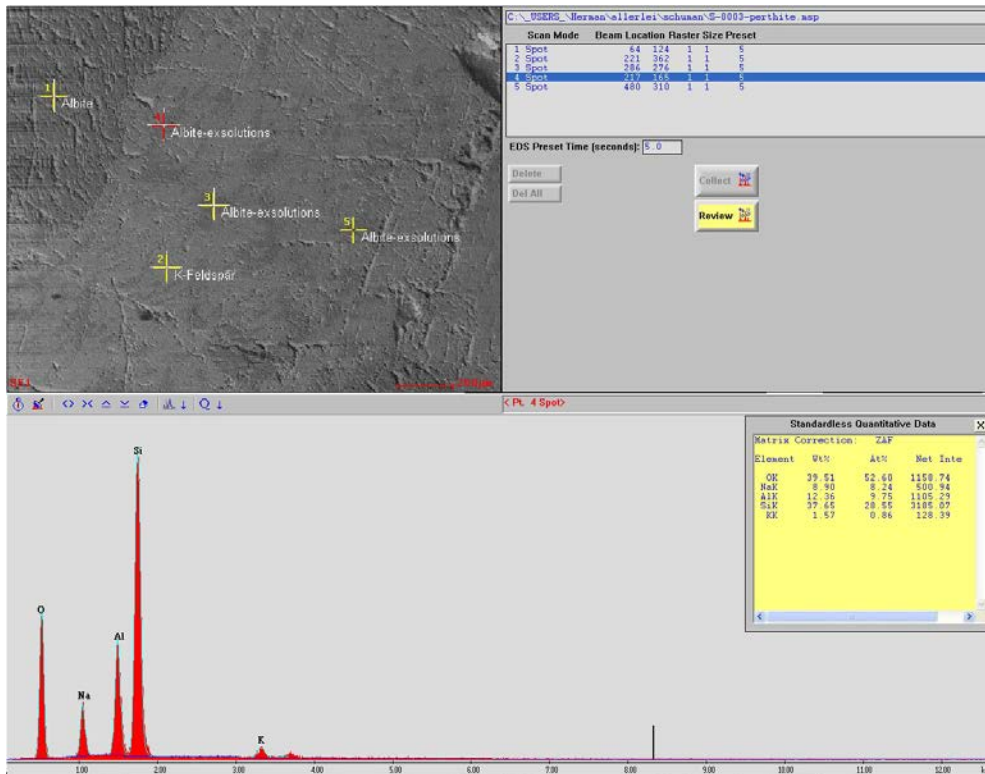 C:\_USERS_\Herman\allerlei\schuman\S-0003-perthite.msp
Scan Mode Beam Location Raster Size Preset
1 Spot 64 124 1 1 5
2 Spot 221 362 1 1 5
3 Spot 286 276 1 1 5
4 Spot 217 165 1 1 5
5 Spot 480 310 1 1 5
EDS Preset Time (seconds): 5.0
Delete
Del All
Collect
Review
1
Albite
4
Albite-exsolutions
3
Albite-exsolutions
5
Albite-exsolutions
2
K-Feldspar
SE1
< Pt. 4 Spot>
Standardless Quantitative Data
Matrix Correction: ZAF
Element Wt% At% Net Inte
OK 39.51 52.60 1158.74
NaK 8.90 8.24 500.94
AlK 12.36 9.75 1105.29
SiK 37.65 28.55 3185.07
KK 1.57 0.86 128.39
Si
O
Al
Na
K
1.00 2.00 3.00 4.00 5.00 6.00 7.00 8.00 9.00 10.00 11.00 12.00